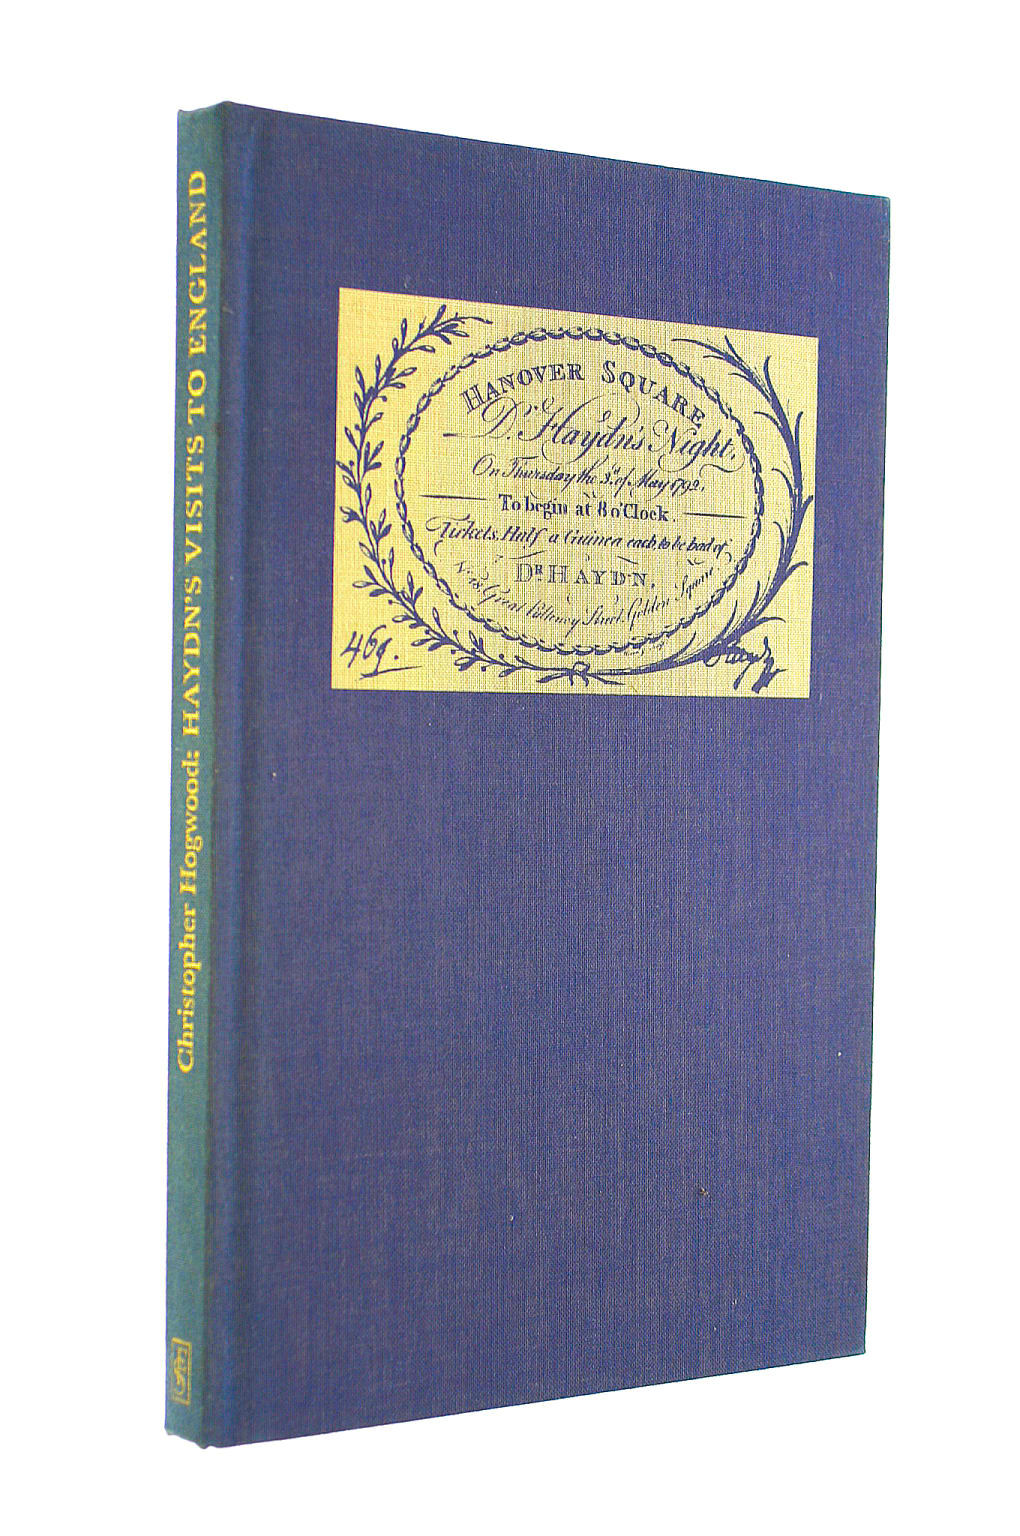 Christopher Hogwood: HAYDN'S VISITS TO ENGLAND
HANOVER SQUARE.
Dr. Haydn's Night,
On Thursday the 3d. of May 1792.
To begin at 8 o'Clock.
Tickets, Half a Guinea each, to be had of
DR HAYDN,
No. 18 Great Pulteney Street, Golden Square
469.